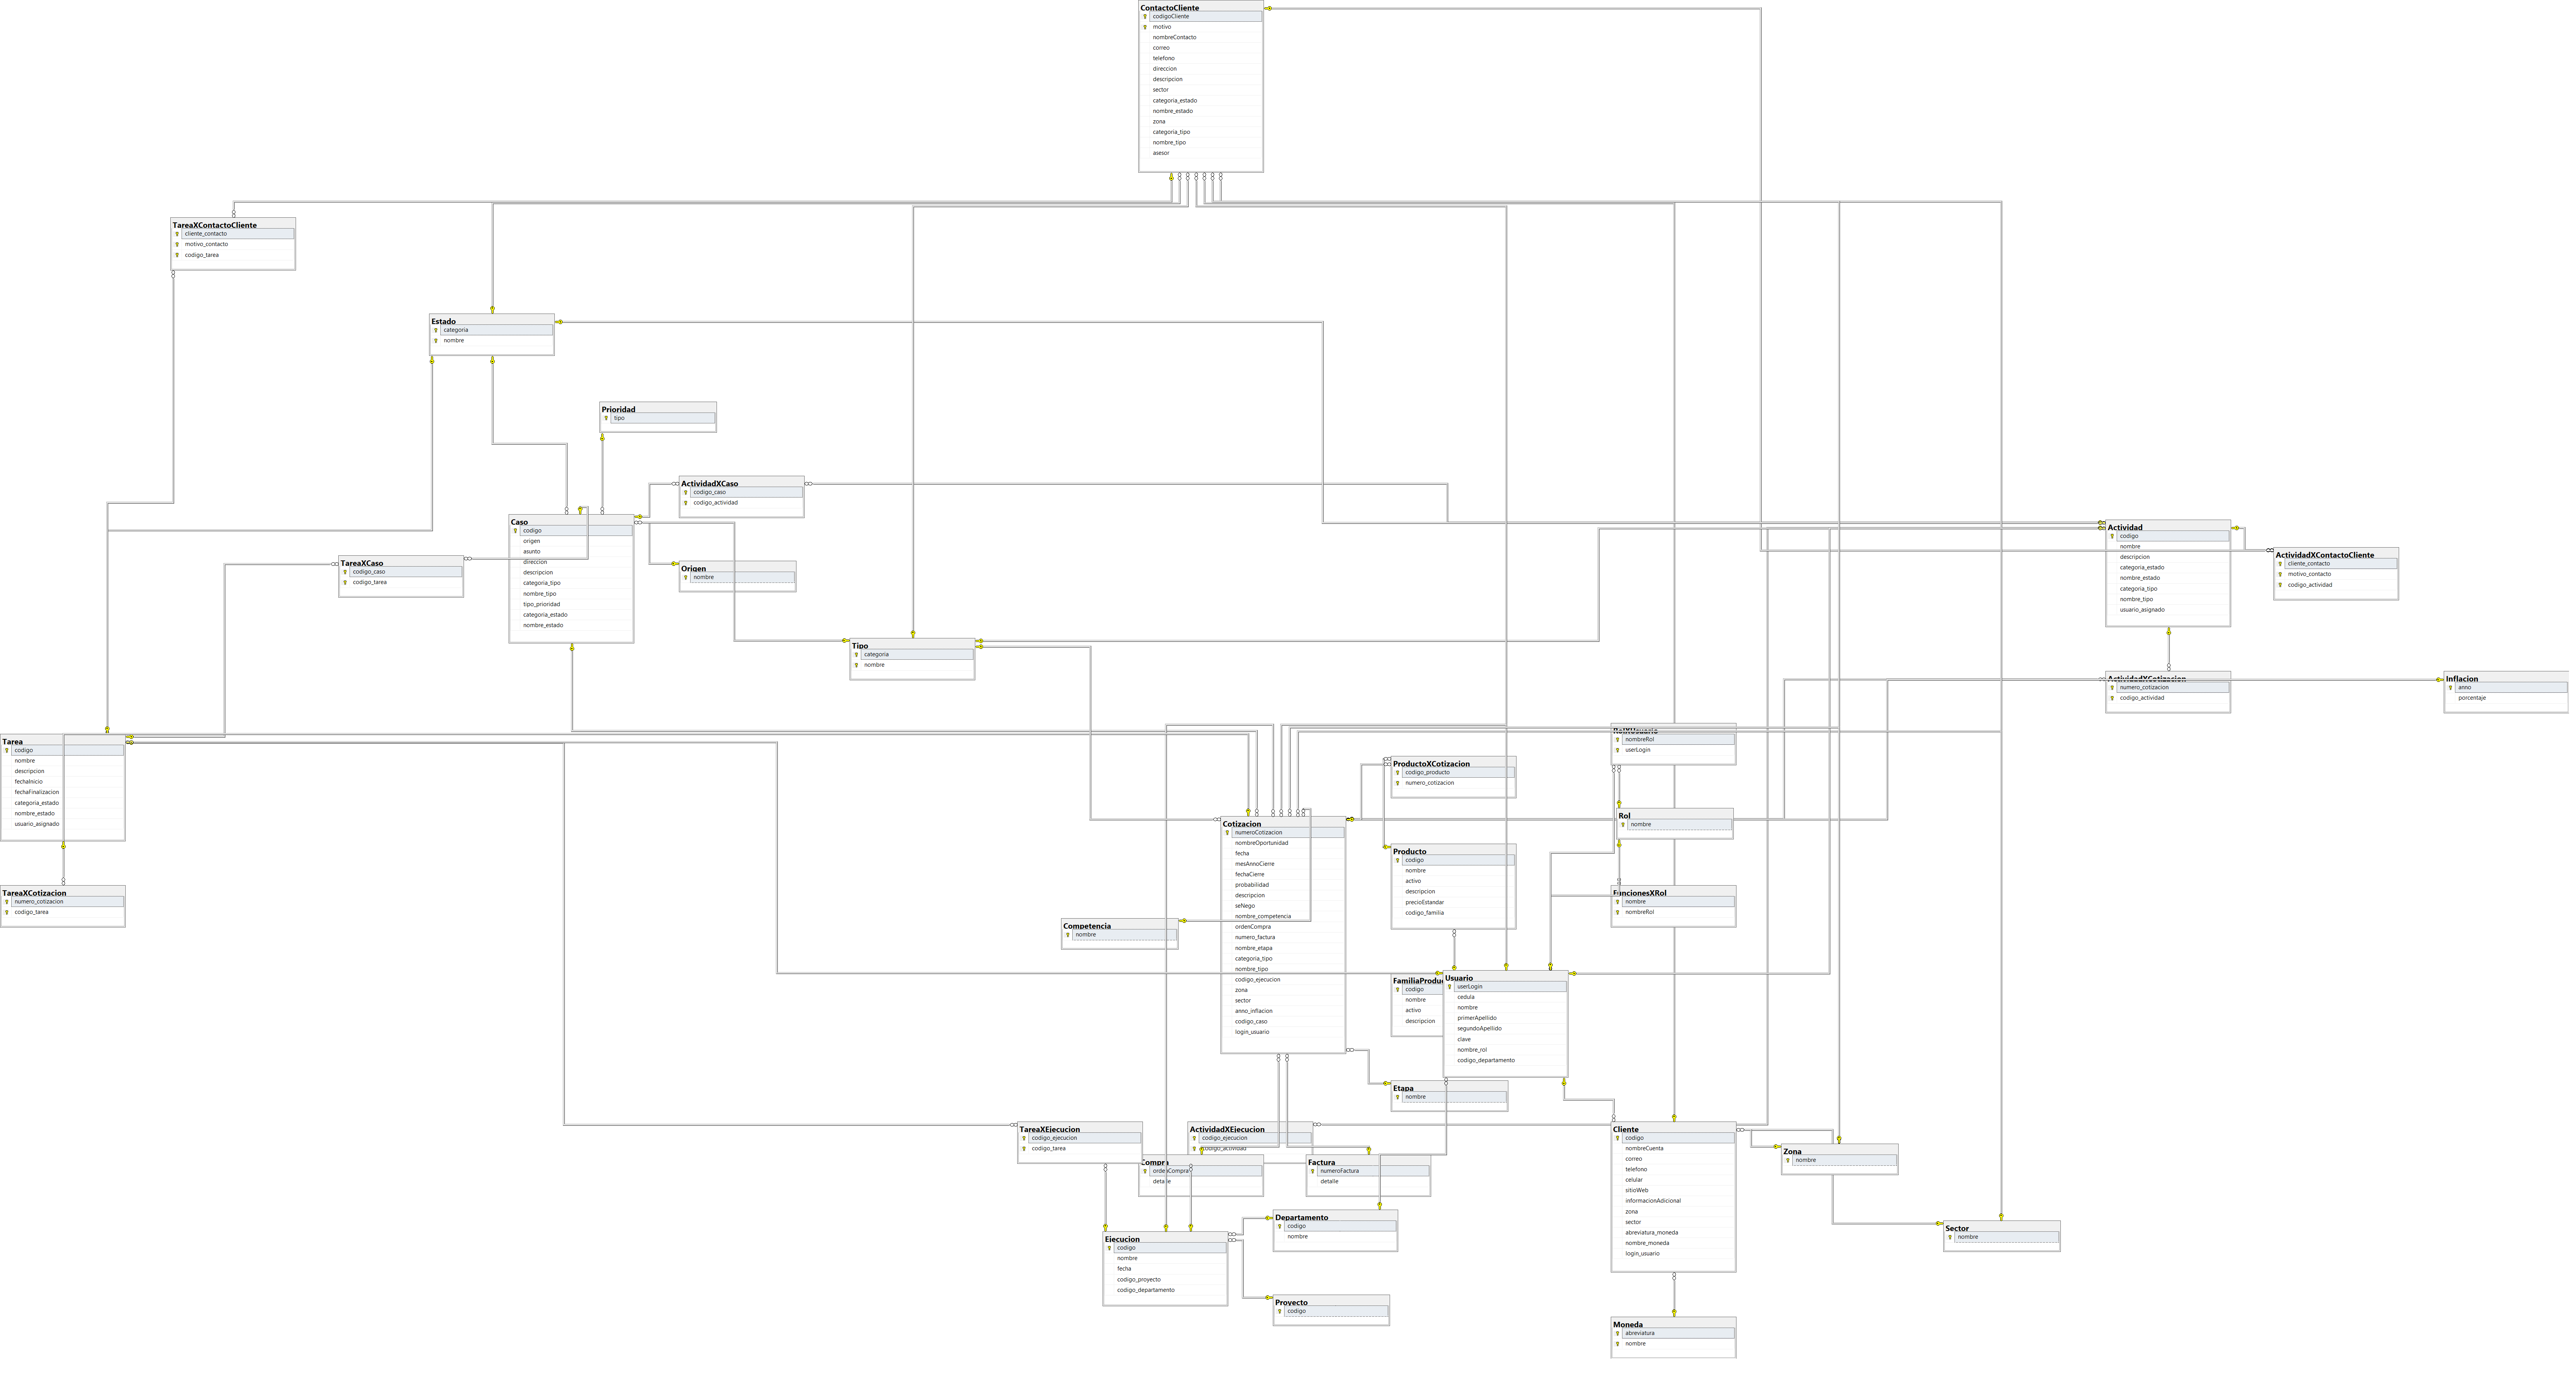 ContactoCliente
codigoCliente
motivo
nombreContacto
correo
telefono
direccion
descripcion
sector
categoria_estado
nombre_estado
zona
categoria_tipo
nombre_tipo
asesor
TareaXContactoCliente
cliente_contacto
motivo_contacto
codigo_tarea
Estado
categoria
nombre
Prioridad
tipo
ActividadXCaso
codigo_caso
codigo_actividad
Caso
codigo
origen
asunto
direccion
descripcion
categoria_tipo
nombre_tipo
tipo_prioridad
categoria_estado
nombre_estado
TareaXCaso
codigo_caso
codigo_tarea
Origen
nombre
Tipo
categoria
nombre
Actividad
codigo
nombre
descripcion
categoria_estado
nombre_estado
categoria_tipo
nombre_tipo
usuario_asignado
ActividadXContactoCliente
cliente_contacto
motivo_contacto
codigo_actividad
ActividadXCotizacion
numero_cotizacion
codigo_actividad
Inflacion
anno
porcentaje
Tarea
codigo
nombre
descripcion
fechaInicio
fechaFinalizacion
categoria_estado
nombre_estado
usuario_asignado
TareaXCotizacion
numero_cotizacion
codigo_tarea
RolXUsuario
nombreRol
userLogin
ProductoXCotizacion
codigo_producto
numero_cotizacion
Rol
nombre
Cotizacion
numeroCotizacion
nombreOportunidad
fecha
mesAnnoCierre
fechaCierre
probabilidad
descripcion
seNego
nombre_competencia
ordenCompra
numero_factura
nombre_etapa
categoria_tipo
nombre_tipo
codigo_ejecucion
zona
sector
anno_inflacion
codigo_caso
login_usuario
Producto
codigo
nombre
activo
descripcion
precioEstandar
codigo_familia
FuncionesXRol
nombre
nombreRol
Competencia
nombre
FamiliaProdu
codigo
nombre
activo
descripcion
Usuario
userLogin
cedula
nombre
primerApellido
segundoApellido
clave
nombre_rol
codigo_departamento
Etapa
nombre
TareaXEjecucion
codigo_ejecucion
codigo_tarea
ActividadXEjecucion
codigo_ejecucion
codigo_actividad
Compra
ordenCompra
detalle
Factura
numeroFactura
detalle
Cliente
codigo
nombreCuenta
correo
telefono
celular
sitioWeb
informacionAdicional
zona
sector
abreviatura_moneda
nombre_moneda
login_usuario
Zona
nombre
Sector
nombre
Ejecucion
codigo
nombre
fecha
codigo_proyecto
codigo_departamento
Departamento
codigo
nombre
Proyecto
codigo
Moneda
abreviatura
nombre